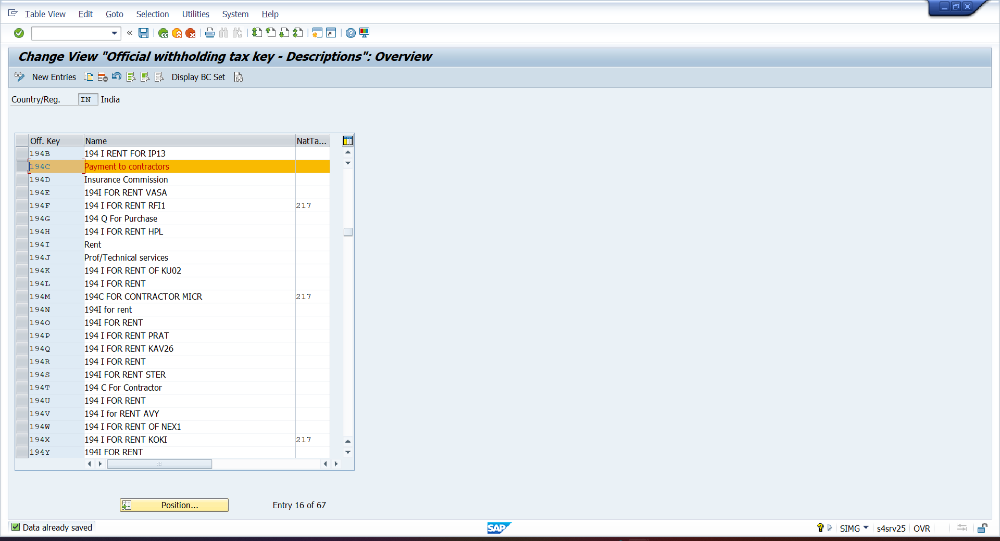 Table View Edit Goto Selection Utilities System Help
Change View "Official withholding tax key - Descriptions": Overview
New Entries Display BC Set
Country/Reg. IN India
Off. Key Name NatTa...
194B 194 I RENT FOR IP13
194C Payment to contractors
194D Insurance Commission
194E 194I FOR RENT VASA
194F 194 I FOR RENT RFI1 217
194G 194 Q For Purchase
194H 194 I FOR RENT HPL
194I Rent
194J Prof/Technical services
194K 194 I FOR RENT OF KU02
194L 194 I FOR RENT
194M 194C FOR CONTRACTOR MICR 217
194N 194I for rent
194O 194I FOR RENT
194P 194 I FOR RENT PRAT
194Q 194 I FOR RENT KAV26
194R 194 I FOR RENT
194S 194I FOR RENT STER
194T 194 C For Contractor
194U 194 I FOR RENT
194V 194 I for RENT AVY
194W 194 I FOR RENT OF NEX1
194X 194 I FOR RENT KOKI 217
194Y 194I FOR RENT
Position... Entry 16 of 67
Data already saved SAP SIMG s4srv25 OVR